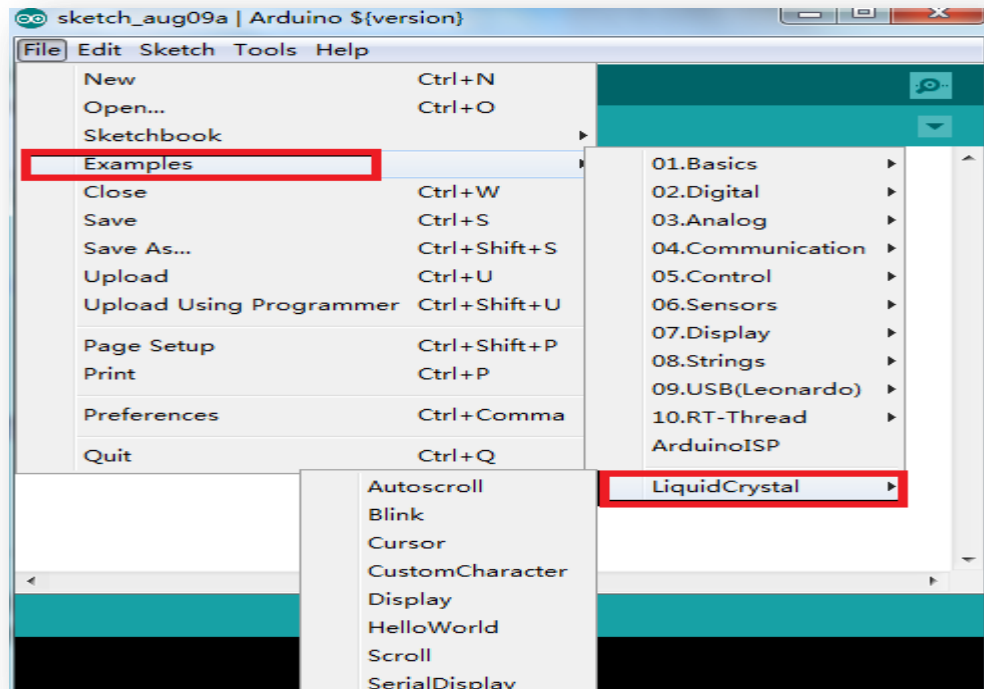 sketch_aug09a | Arduino ${version}
File Edit Sketch Tools Help
New Ctrl+N
Open... Ctrl+O
Sketchbook
Examples
Close Ctrl+W
Save Ctrl+S
Save As... Ctrl+Shift+S
Upload Ctrl+U
Upload Using Programmer Ctrl+Shift+U
Page Setup Ctrl+Shift+P
Print Ctrl+P
Preferences Ctrl+Comma
Quit Ctrl+Q
01.Basics
02.Digital
03.Analog
04.Communication
05.Control
06.Sensors
07.Display
08.Strings
09.USB(Leonardo)
10.RT-Thread
ArduinoISP
LiquidCrystal
Autoscroll
Blink
Cursor
CustomCharacter
Display
HelloWorld
Scroll
SerialDisplay